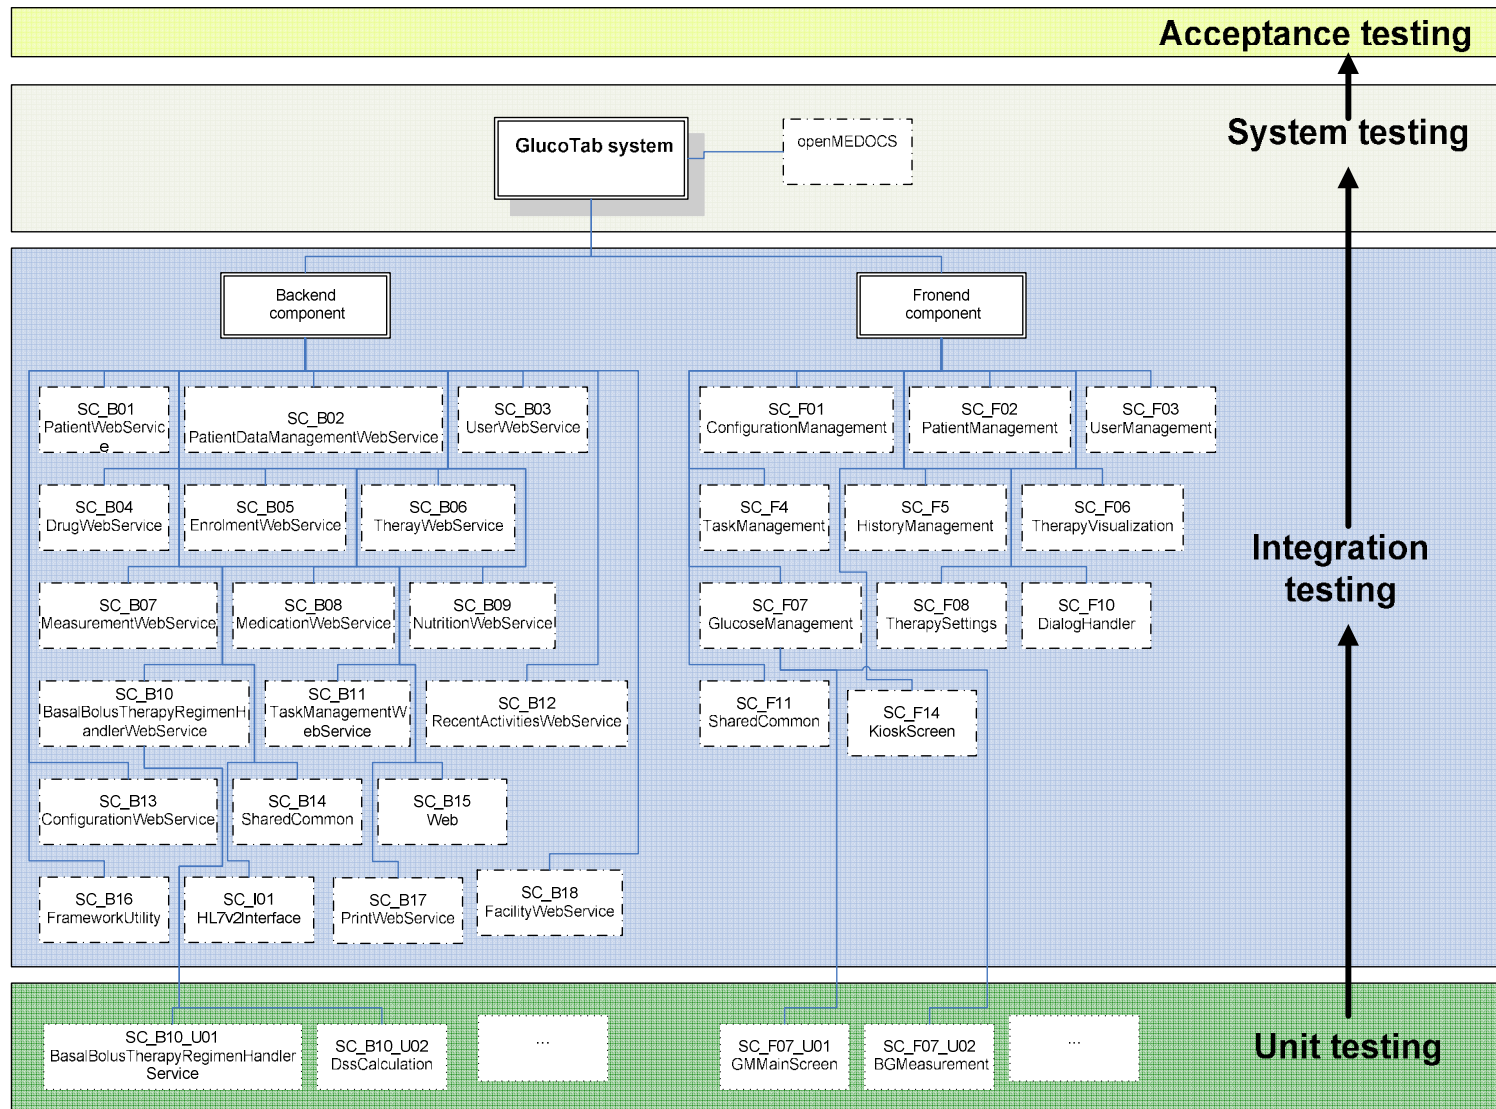 Acceptance testing
System testing
GlucoTab system
openMEDOCS
Backend
component
Fronend
component
SC_B01
PatientWebServic
e
SC_B02
PatientDataManagementWebService
SC_B03
UserWebService
SC_F01
ConfigurationManagement
SC_F02
PatientManagement
SC_F03
UserManagement
SC_B04
DrugWebService
SC_B05
EnrolmentWebService
SC_B06
TherayWebService
SC_F4
TaskManagement
SC_F5
HistoryManagement
SC_F06
TherapyVisualization
Integration
testing
SC_B07
MeasurementWebService
SC_B08
MedicationWebService
SC_B09
NutritionWebService
SC_F07
GlucoseManagement
SC_F08
TherapySettings
SC_F10
DialogHandler
SC_B10
BasalBolusTherapyRegimenH
andlerWebService
SC_B11
TaskManagementW
ebService
SC_B12
RecentActivitiesWebService
SC_F11
SharedCommon
SC_F14
KioskScreen
SC_B13
ConfigurationWebService
SC_B14
SharedCommon
SC_B15
Web
SC_B16
FrameworkUtility
SC_I01
HL7v2Interface
SC_B17
PrintWebService
SC_B18
FacilityWebService
SC_B10_U01
BasalBolusTherapyRegimenHandler
Service
SC_B10_U02
DssCalculation
...
SC_F07_U01
GMMainScreen
SC_F07_U02
BGMeasurement
...
Unit testing